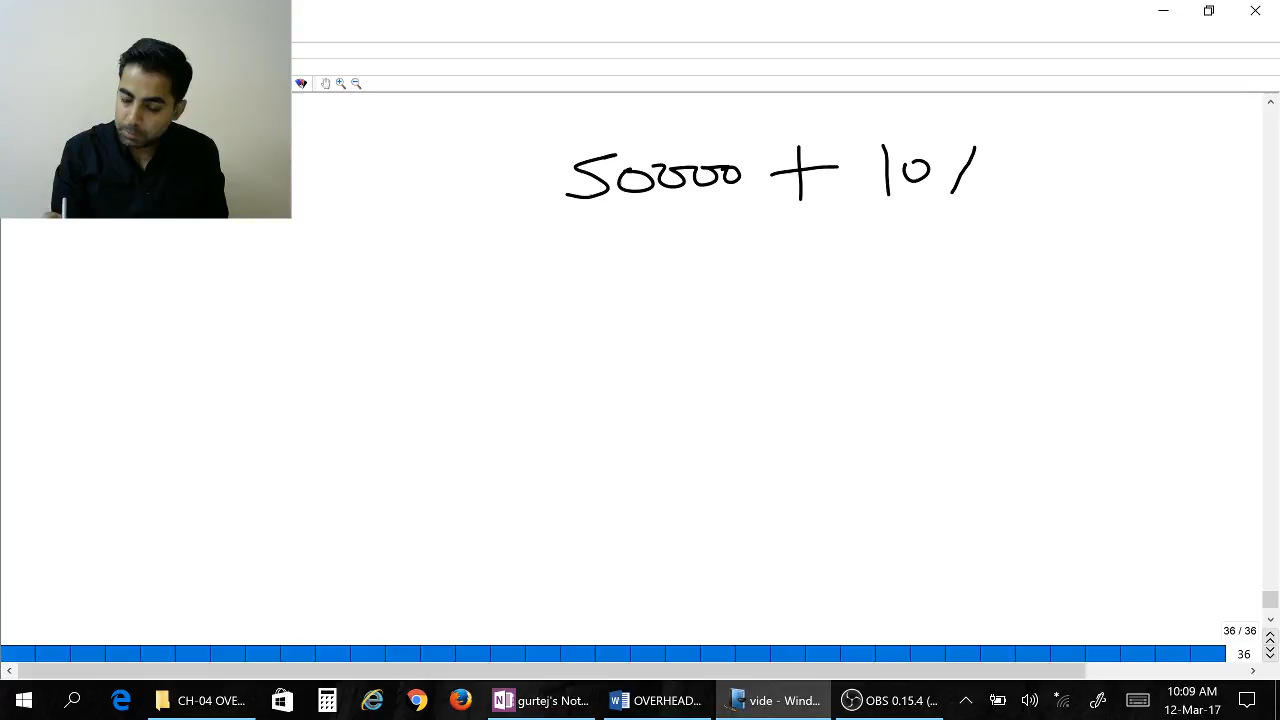 50000 + 10 /
36 / 36
34
CH-04 OVE...
gurtej's Not...
OVERHEAD...
vide - Wind...
OBS 0.15.4 (...
10:09 AM
12-Mar-17